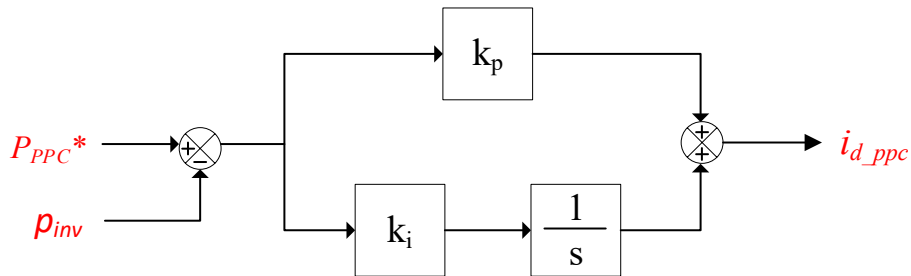 k_p
P_PPC*
+
−
+
+
i_d_ppc
p_inv
k_i
1
s